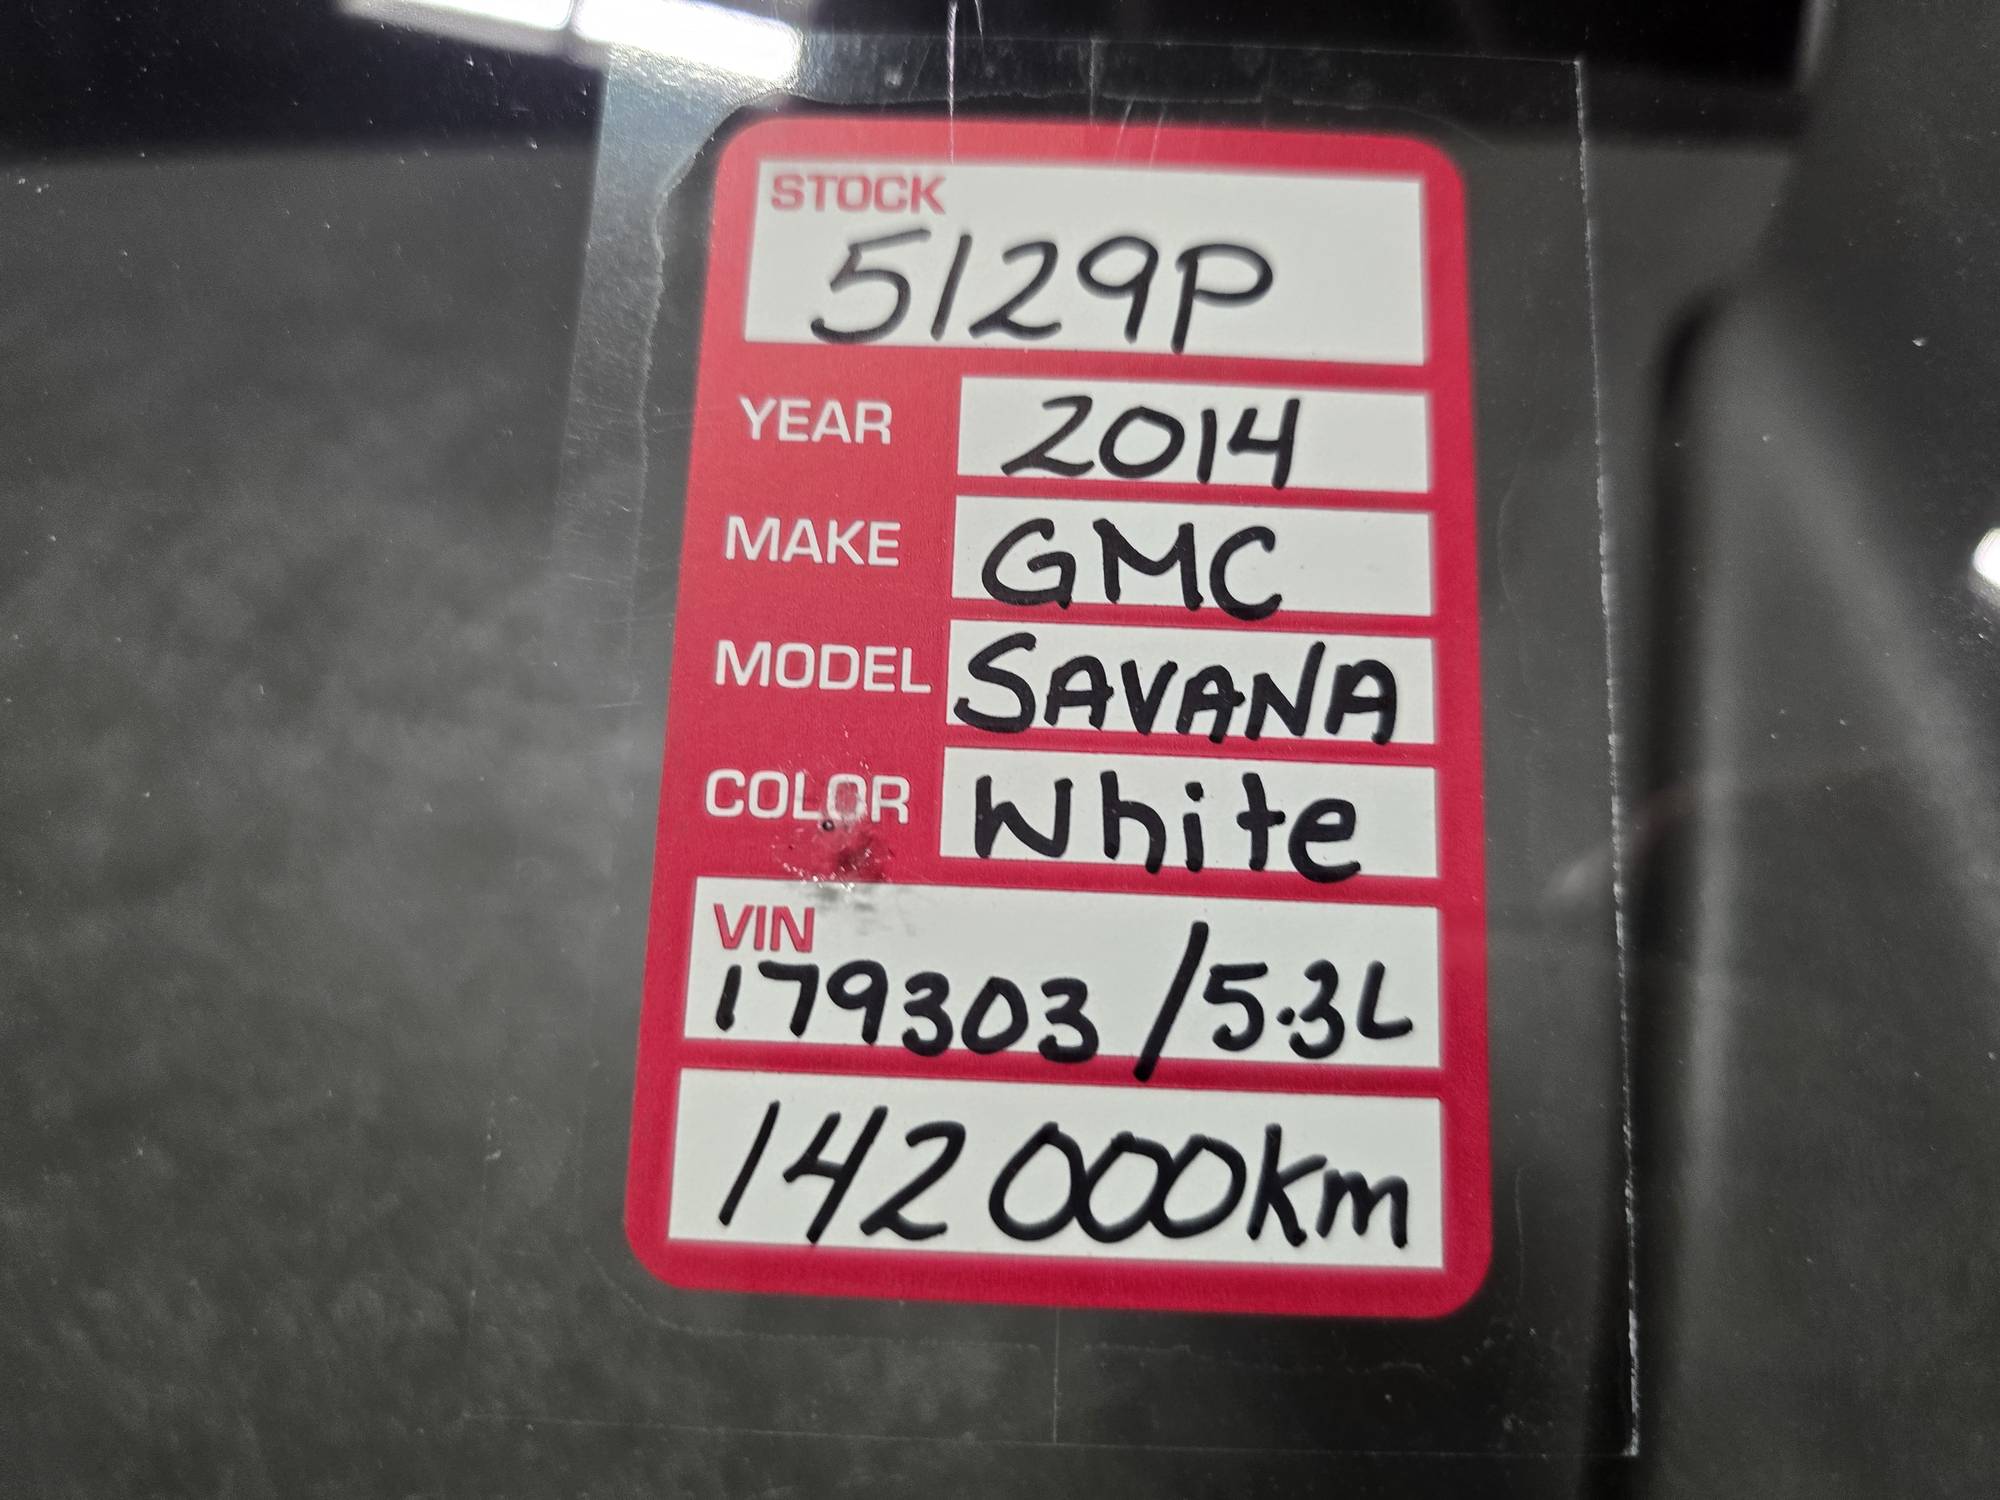 STOCK
5129P
YEAR 2014
MAKE GMC
MODEL SAVANA
COLOR White
VIN
179303 / 5.3L
142000km